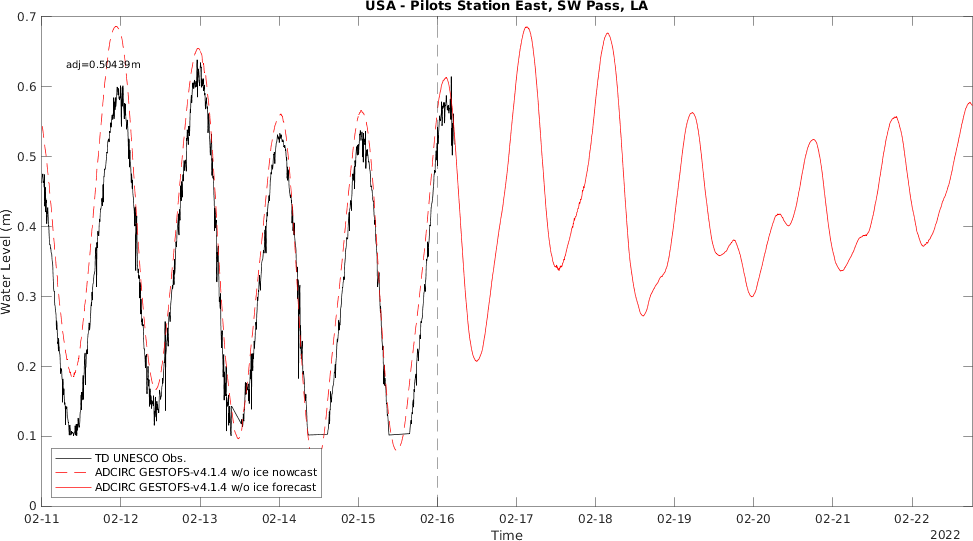 USA - Pilots Station East, SW Pass, LA
adj=0.50439m
Water Level (m)
0.7
0.6
0.5
0.4
0.3
0.2
0.1
0
TD UNESCO Obs.
ADCIRC GESTOFS-v4.1.4 w/o ice nowcast
ADCIRC GESTOFS-v4.1.4 w/o ice forecast
02-11 02-12 02-13 02-14 02-15 02-16 02-17 02-18 02-19 02-20 02-21 02-22
Time
2022